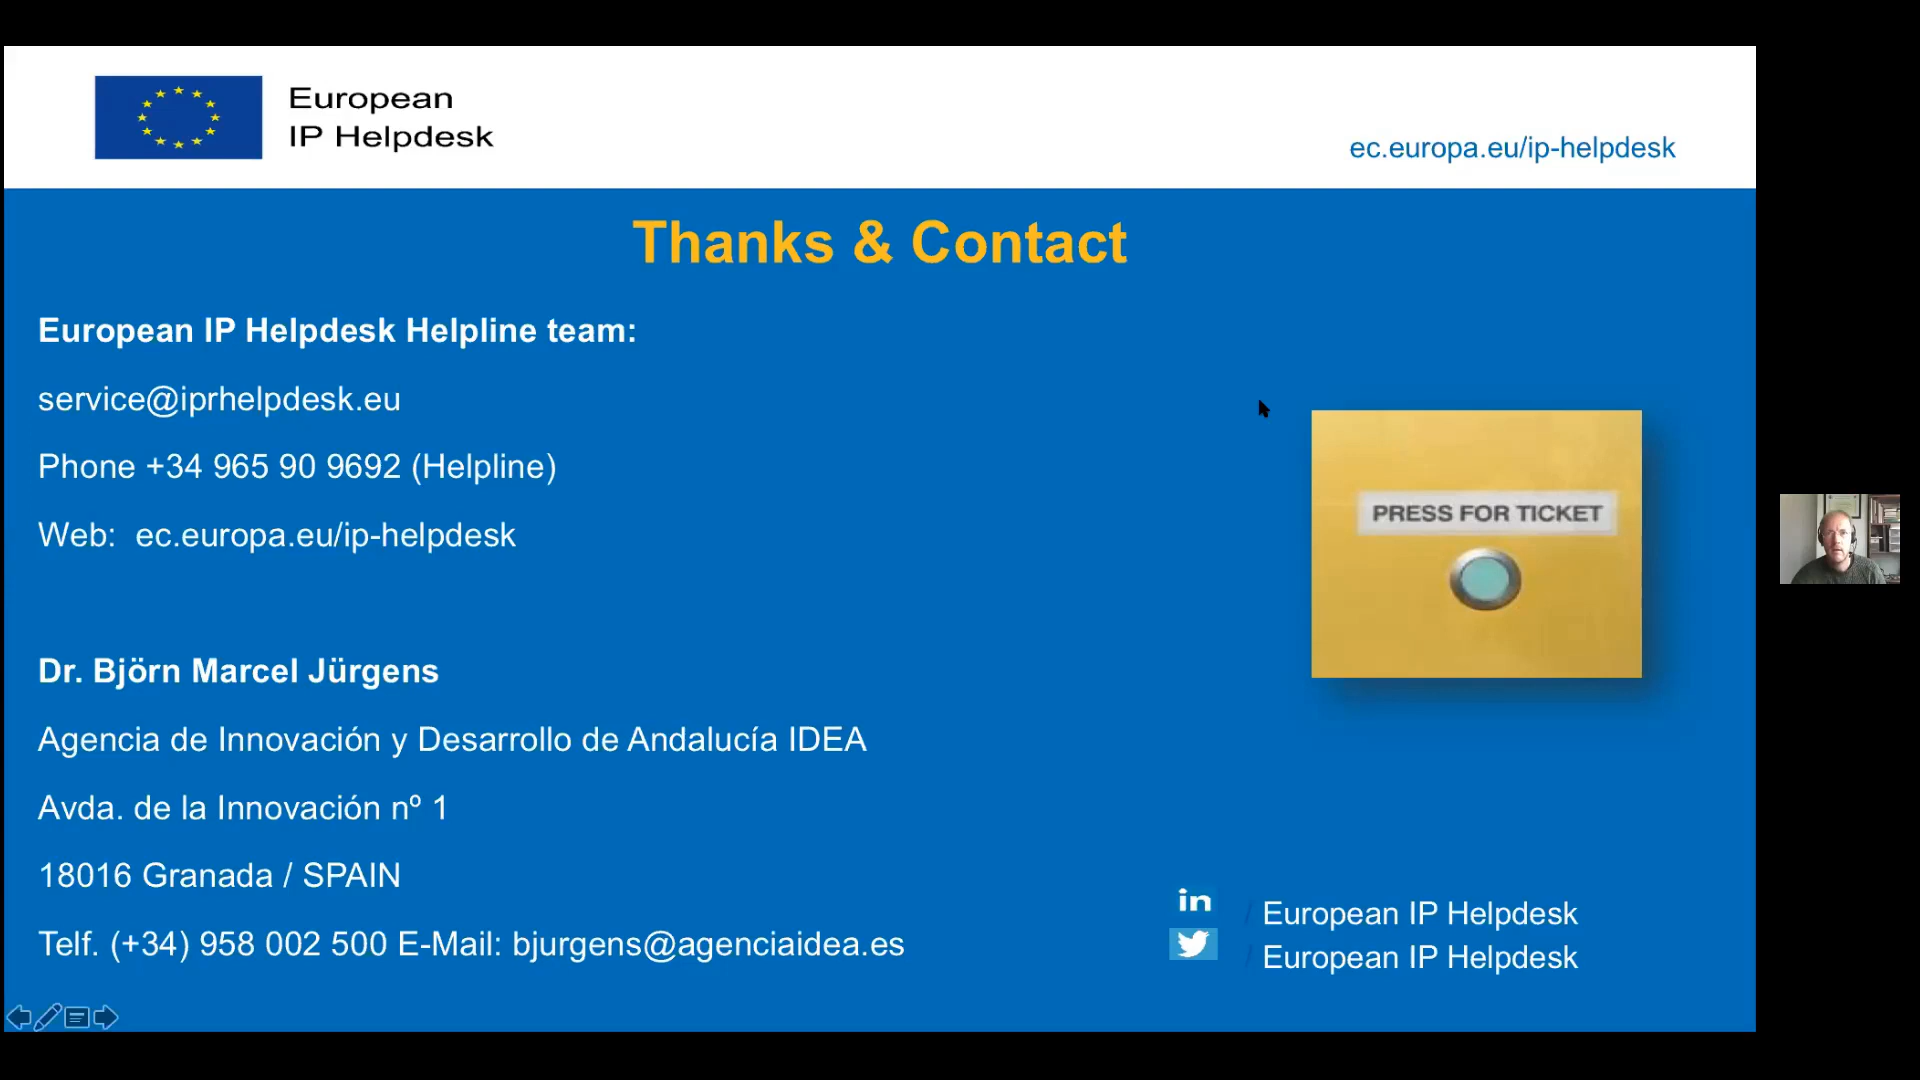 European
IP Helpdesk
ec.europa.eu/ip-helpdesk
Thanks & Contact
European IP Helpdesk Helpline team:
service@iprhelpdesk.eu
Phone +34 965 90 9692 (Helpline)
Web: ec.europa.eu/ip-helpdesk
PRESS FOR TICKET
Dr. Björn Marcel Jürgens
Agencia de Innovación y Desarrollo de Andalucía IDEA
Avda. de la Innovación nº 1
18016 Granada / SPAIN
Telf. (+34) 958 002 500 E-Mail: bjurgens@agenciaidea.es
in / European IP Helpdesk
/ European IP Helpdesk